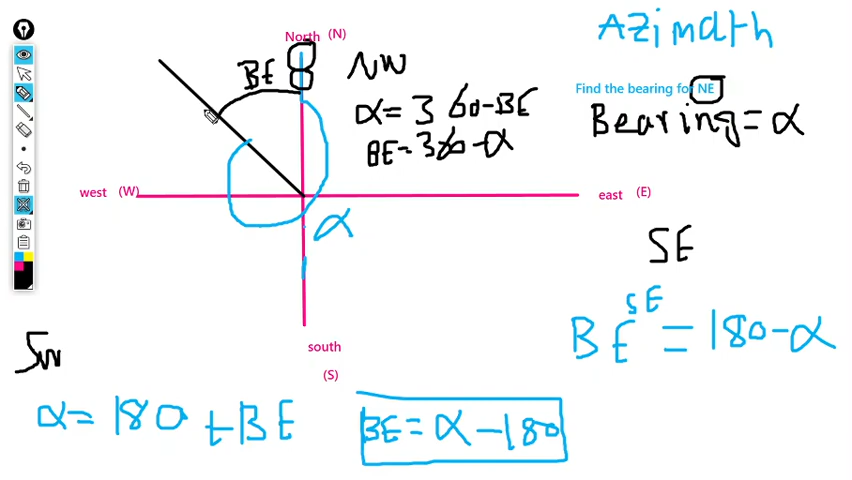 Azimath
North (N)
BE
NW
Find the bearing for NE
α = 360-BE
Bearing = α
BE = 360-α
west (W)
east (E)
α
SE
SE
BE = 180-α
south
(S)
SW
α = 180 + BE
BE = α - 180